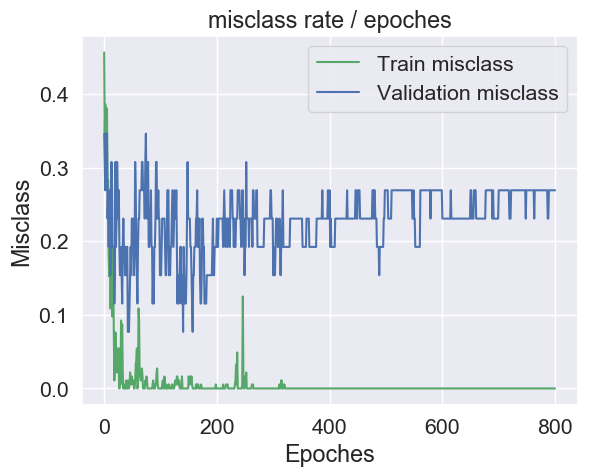 misclass rate / epoches
Train misclass
Validation misclass
Misclass
0.4
0.3
0.2
0.1
0.0
0 200 400 600 800
Epoches